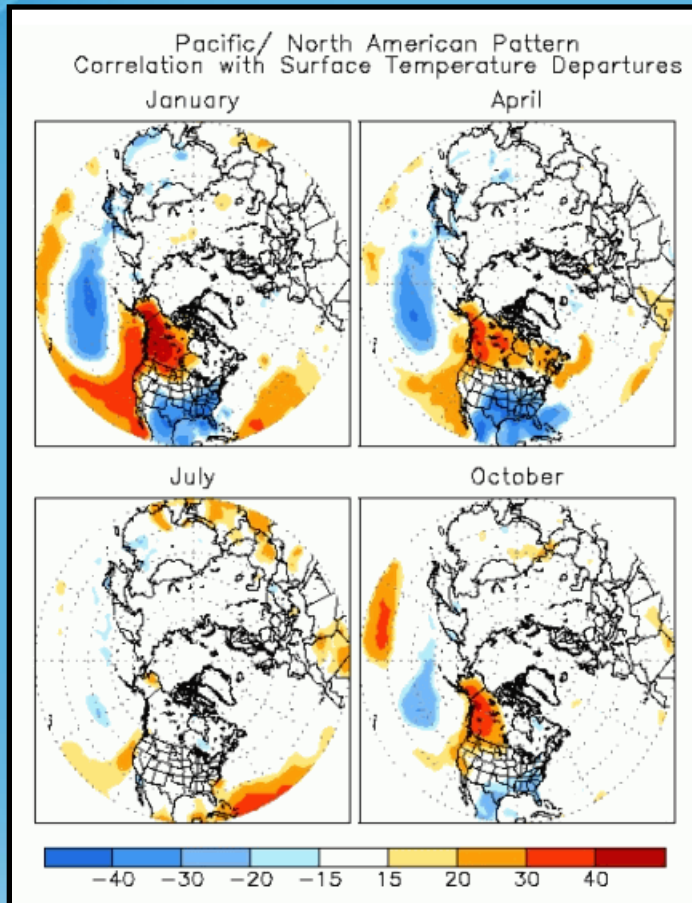 Pacific/ North American Pattern
Correlation with Surface Temperature Departures
January
April
July
October
-40 -30 -20 -15 15 20 30 40